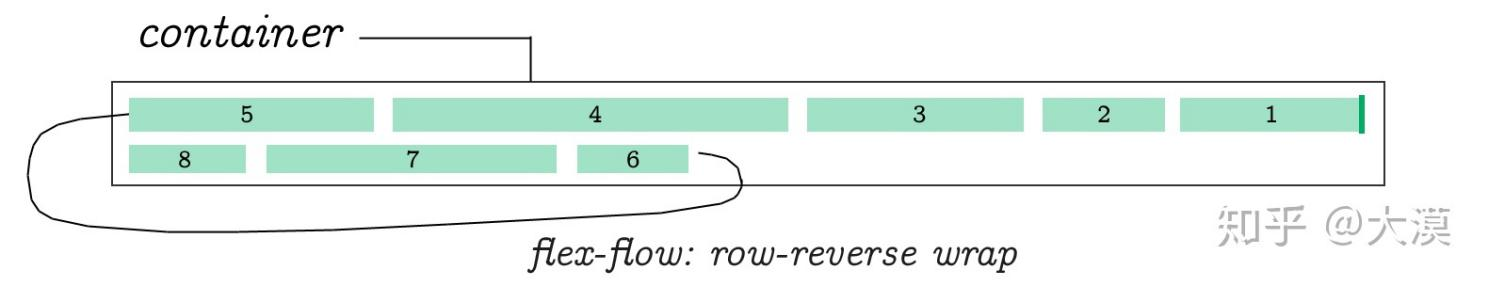 container
5 4 3 2 1
8 7 6
flex-flow: row-reverse wrap
知乎 @大漠